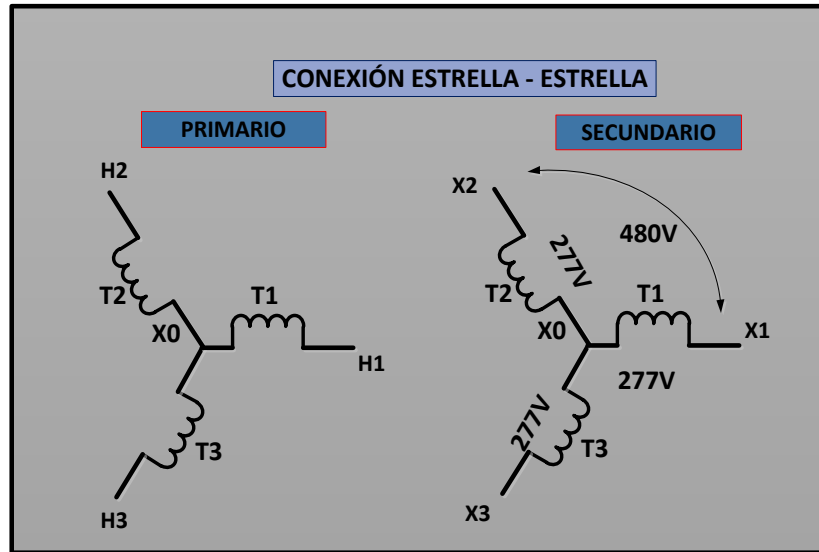 CONEXIÓN ESTRELLA - ESTRELLA
PRIMARIO
SECUNDARIO
H2
T2
T1
X0
H1
T3
H3
X2
480V
277V
T2
T1
X0
X1
277V
277V
T3
X3